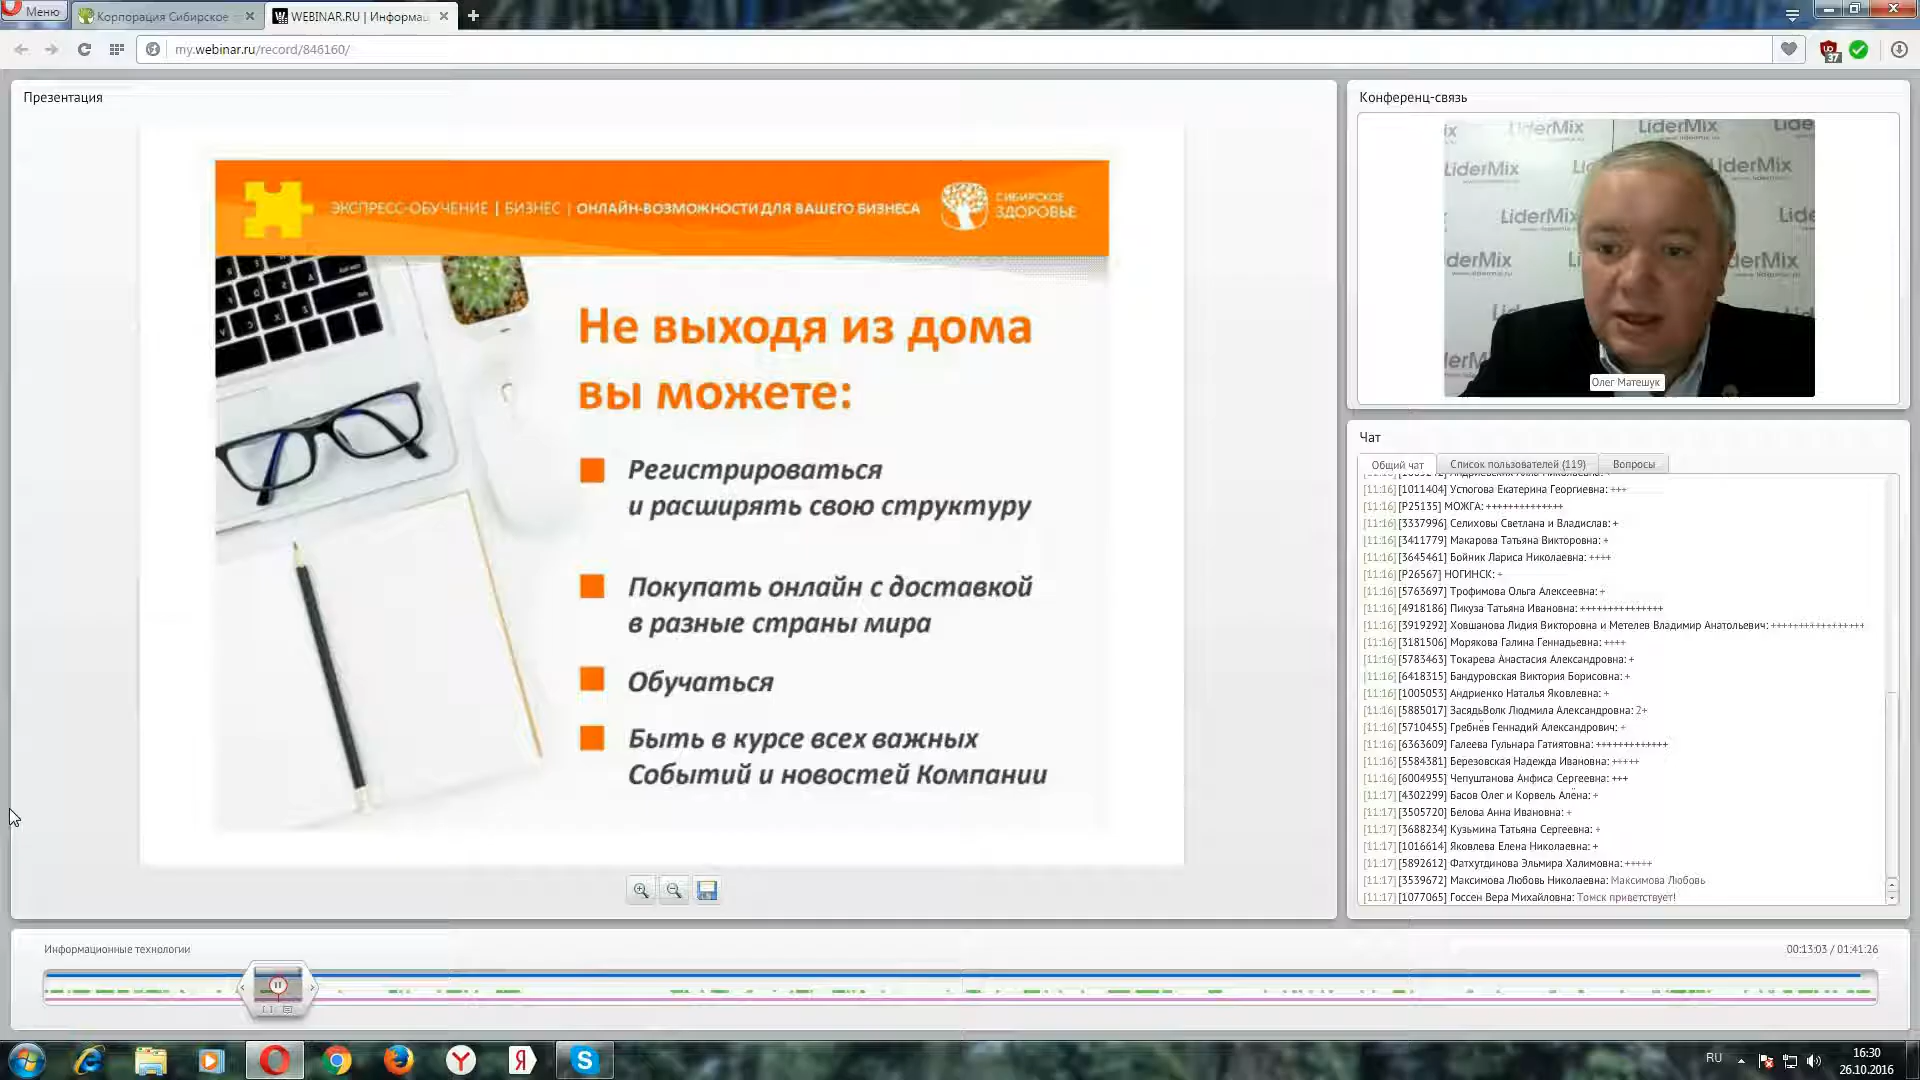 Меню
Корпорация Сибирское
WEBINAR.RU | Информац
my.webinar.ru/record/846160/
37
Презентация
ЭКСПРЕСС-ОБУЧЕНИЕ | БИЗНЕС | ОНЛАЙН-ВОЗМОЖНОСТИ ДЛЯ ВАШЕГО БИЗНЕСА
СИБИРСКОЕ
ЗДОРОВЬЕ
Не выходя из дома
вы можете:
Регистрироваться
и расширять свою структуру
Покупать онлайн с доставкой
в разные страны мира
Обучаться
Быть в курсе всех важных
Событий и новостей Компании
Конференц-связь
LiderMix
LiderMix
LiderMix
LiderMix
LiderMix
LiderMix
Олег Матешук
Чат
Общий чат
Список пользователей (119)
Вопросы
[11:16] [1011404] Устюгова Екатерина Георгиевна: +++
[11:16] [P25135] МОЖГА: ++++++++++++++
[11:16] [3337996] Селиховы Светлана и Владислав: +
[11:16] [3411779] Макарова Татьяна Викторовна: +
[11:16] [3645461] Бойник Лариса Николаевна: ++++
[11:16] [P26567] НОГИНСК: +
[11:16] [5763697] Трофимова Ольга Алексеевна: +
[11:16] [4918186] Пикуза Татьяна Ивановна: +++++++++++++++
[11:16] [3919292] Ховшанова Лидия Викторовна и Метелев Владимир Анатольевич: +++++++++++++++++
[11:16] [3181506] Морякова Галина Геннадьевна: ++++
[11:16] [5783463] Токарева Анастасия Александровна: +
[11:16] [6418315] Бандуровская Виктория Борисовна: +
[11:16] [1005053] Андриенко Наталья Яковлевна: +
[11:16] [5885017] ЗасядьВолк Людмила Александровна: 2+
[11:16] [5710455] Гребнёв Геннадий Александрович: +
[11:16] [6363609] Галеева Гульнара Гатиятовна: +++++++++++++
[11:16] [5584381] Березовская Надежда Ивановна: +++++
[11:16] [6004955] Чепуштанова Анфиса Сергеевна: +++
[11:17] [4302299] Басов Олег и Корвель Алёна: +
[11:17] [3505720] Белова Анна Ивановна: +
[11:17] [3688234] Кузьмина Татьяна Сергеевна: +
[11:17] [1016614] Яковлева Елена Николаевна: +
[11:17] [5892612] Фатхутдинова Эльмира Халимовна: +++++
[11:17] [3539672] Максимова Любовь Николаевна: Максимова Любовь
[11:17] [1077065] Госсен Вера Михайловна: Томск приветствует!
Информационные технологии
00:13:03 / 01:41:26
RU
16:30
26.10.2016